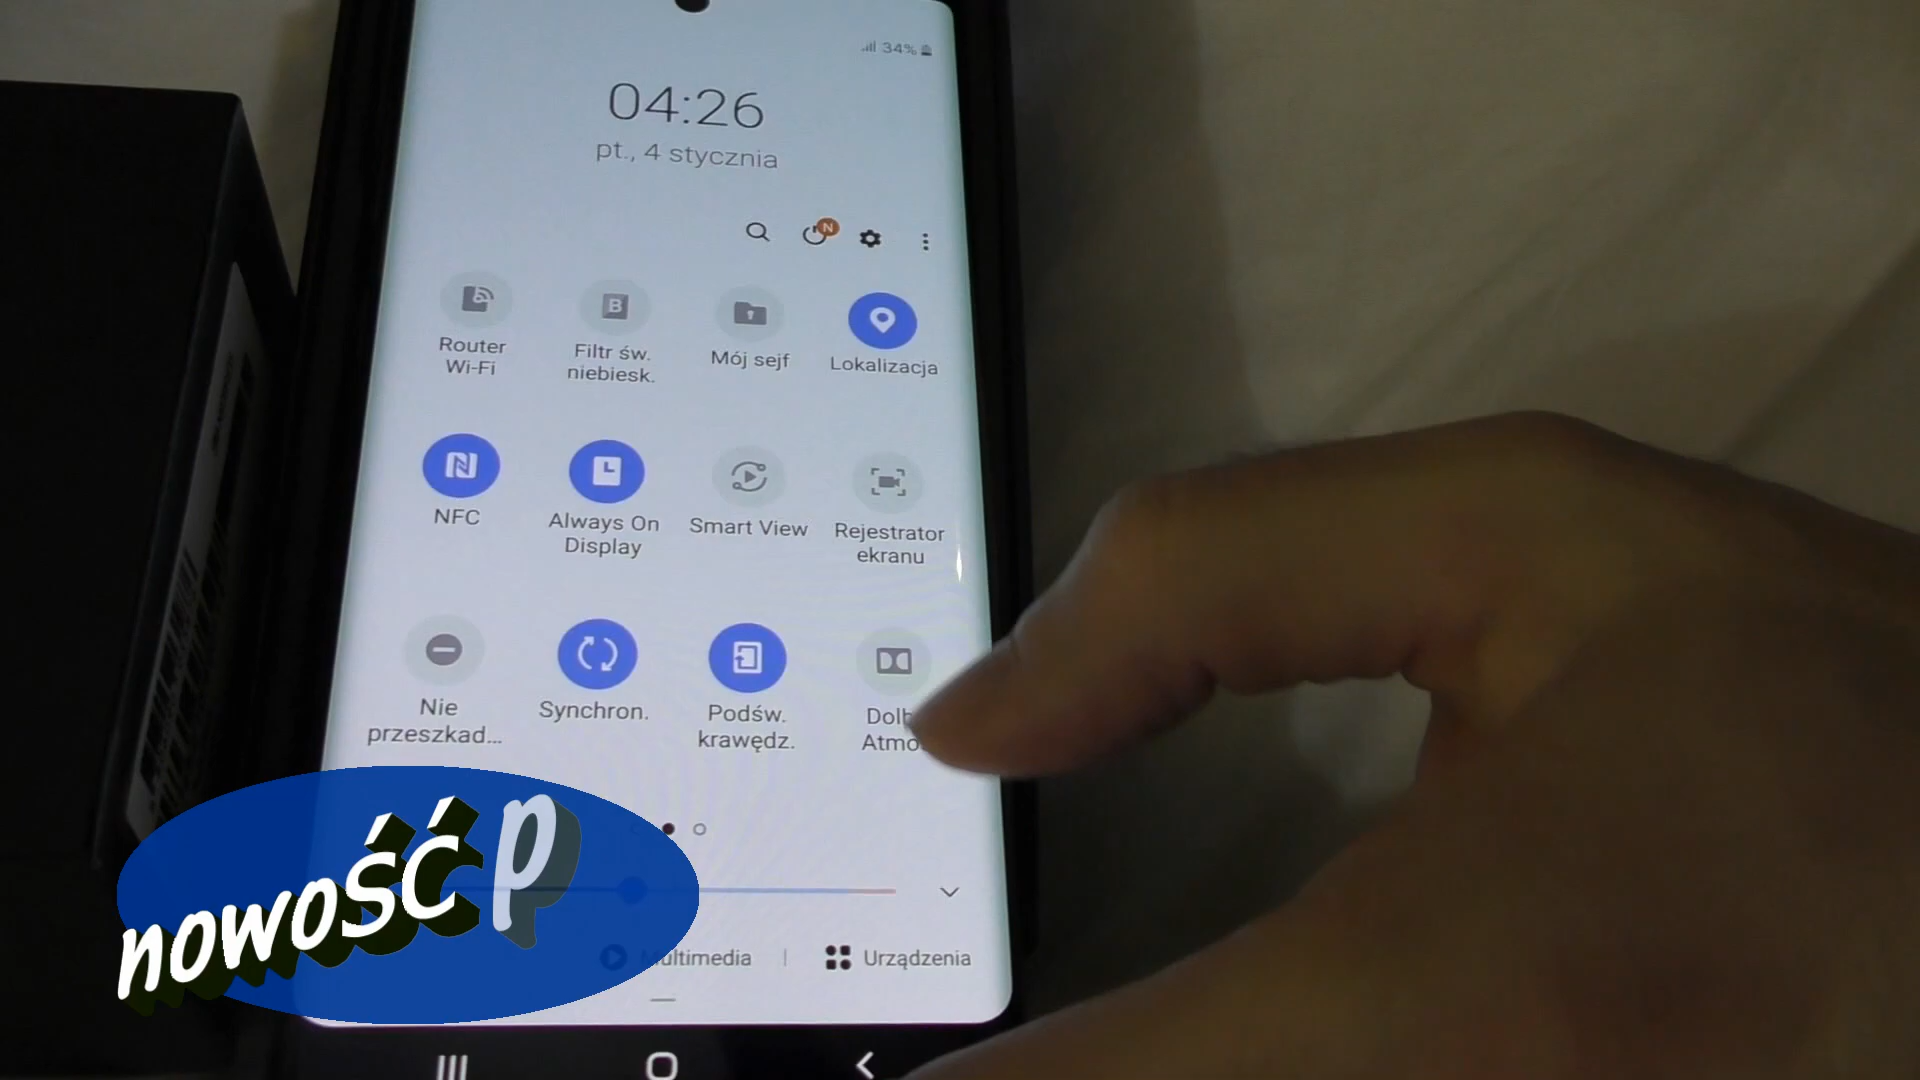 34%
04:26
pt., 4 stycznia
N
Router
Wi-Fi
B
Filtr św.
niebiesk.
Mój sejf
Lokalizacja
NFC
Always On
Display
Smart View
Rejestrator
ekranu
Nie
przeszkad...
Synchron.
Podśw.
krawędz.
Atmo
nowość p
Urządzenia